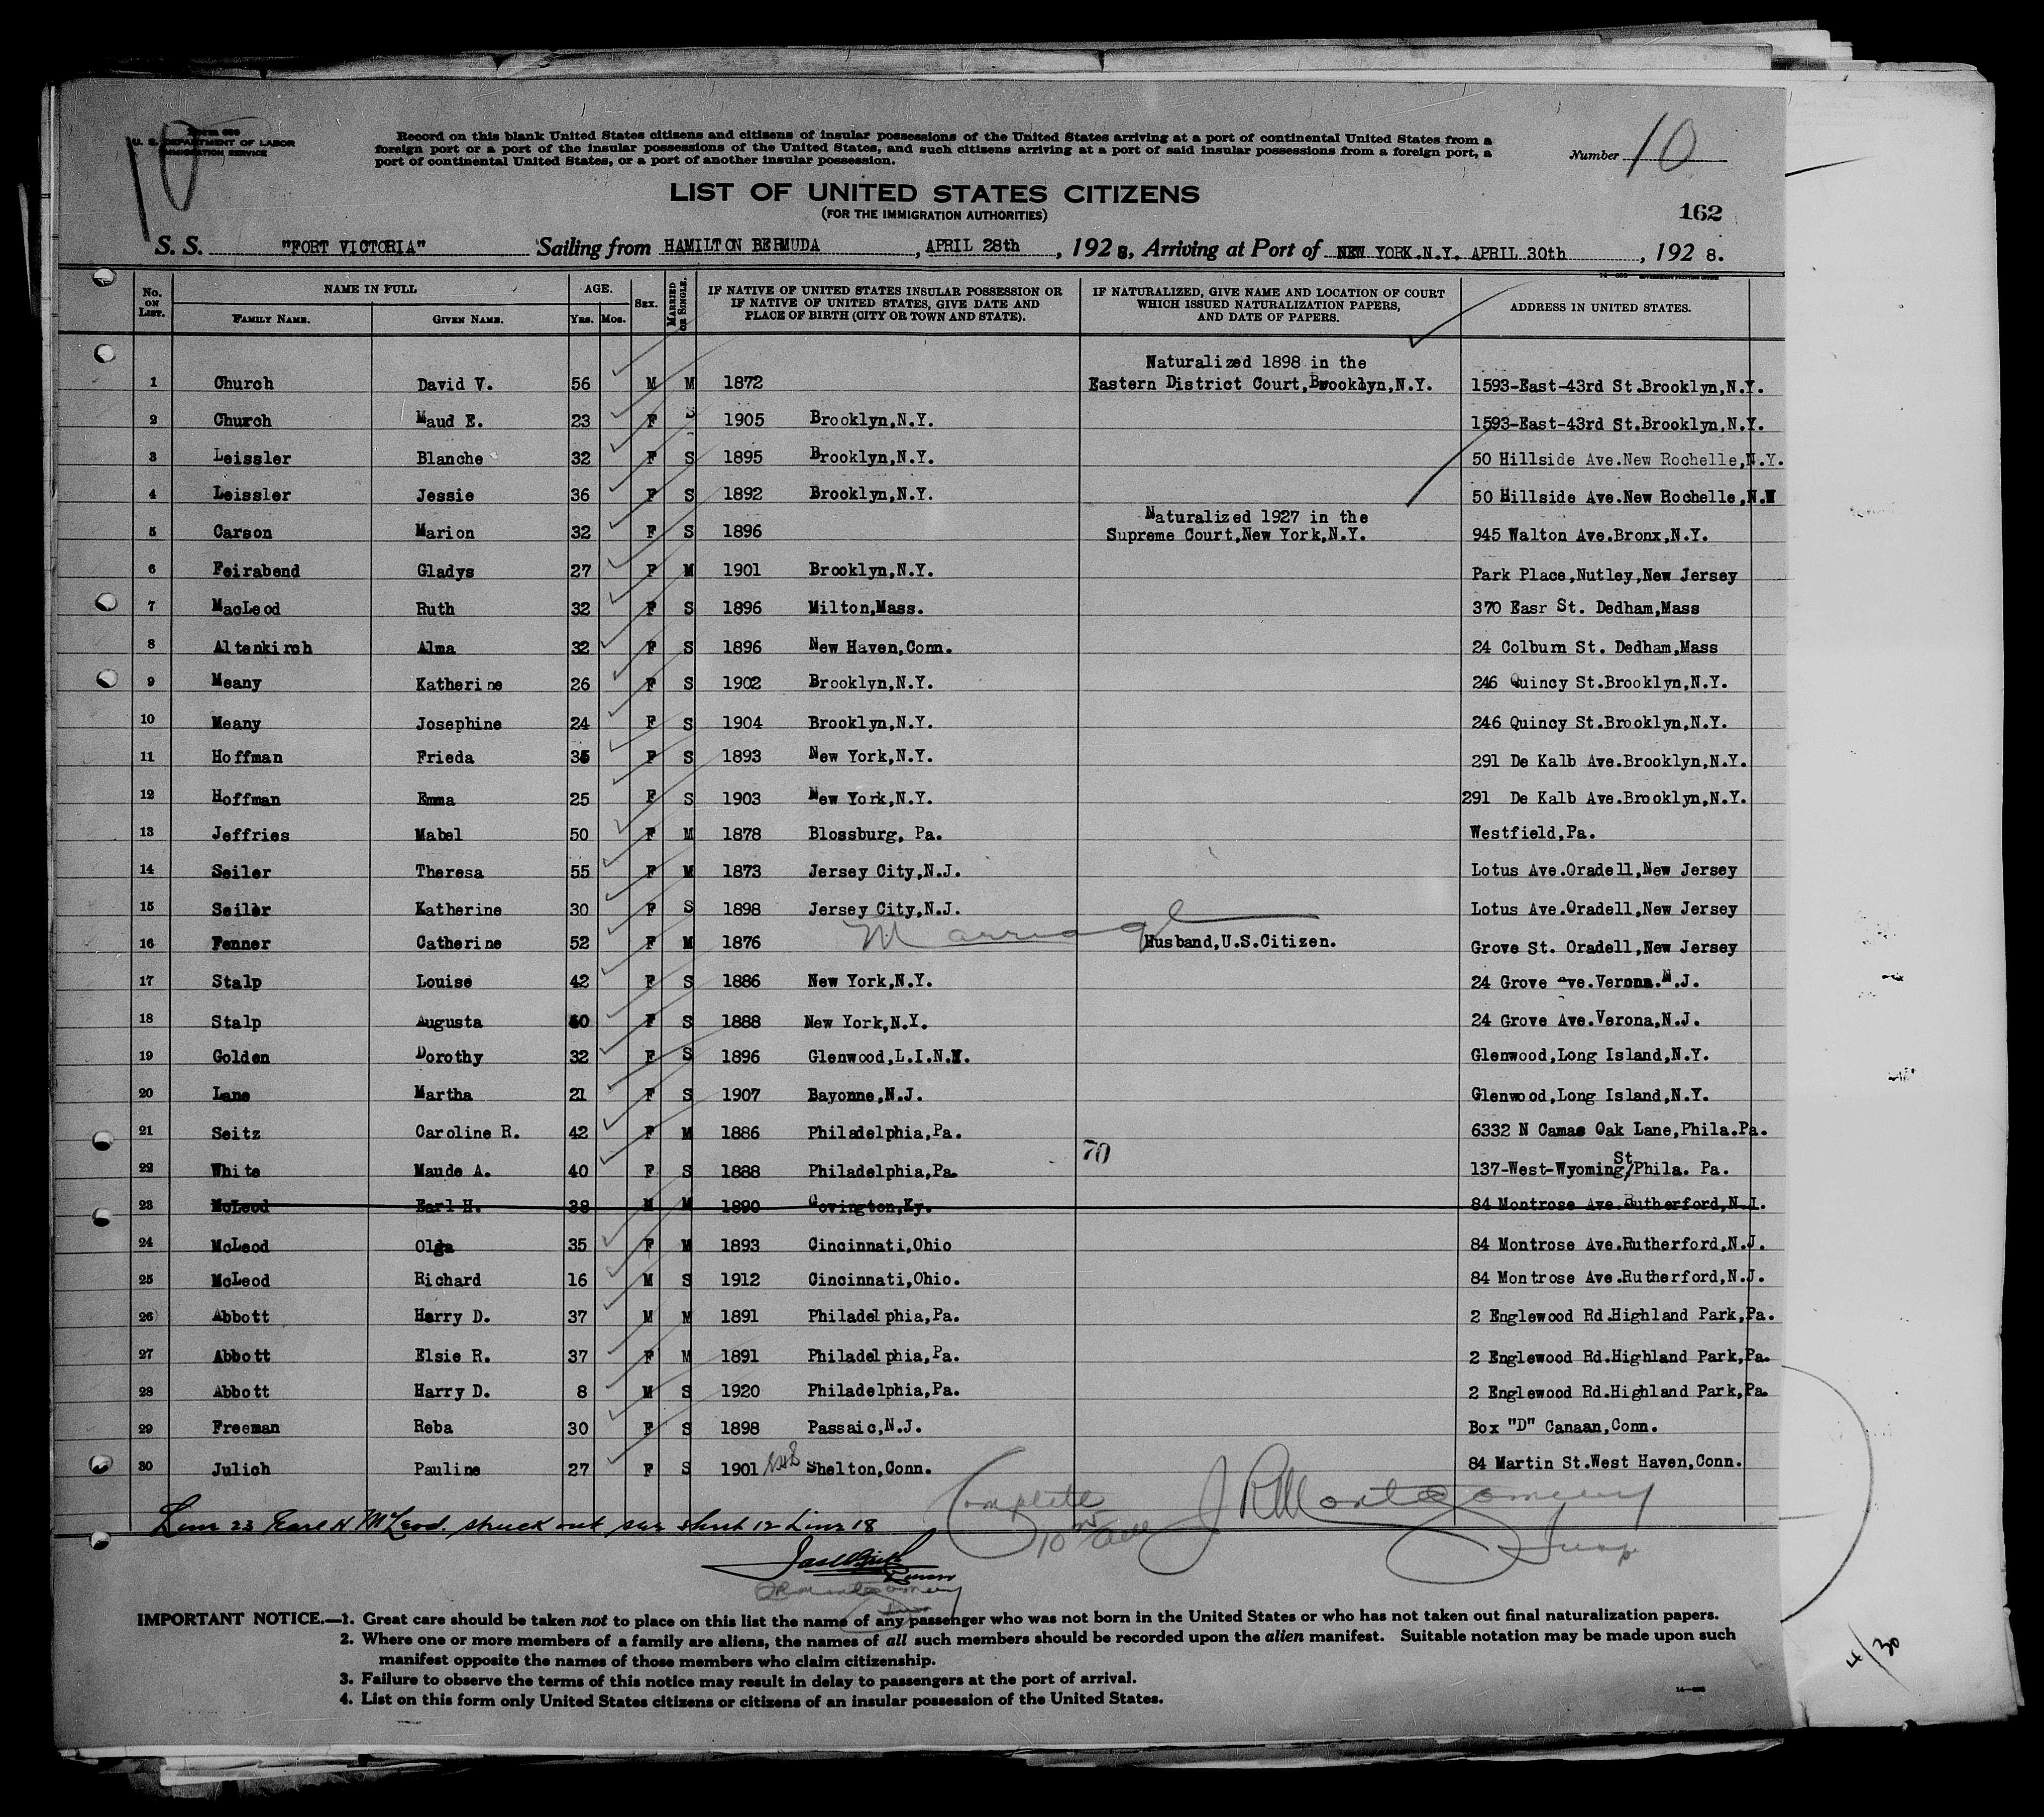 10
Form 630
U. S. DEPARTMENT OF LABOR
IMMIGRATION SERVICE
Record on this blank United States citizens and citizens of insular possessions of the United States arriving at a port of continental United States from a
foreign port or a port of the insular possessions of the United States, and such citizens arriving at a port of said insular possessions from a foreign port, a
port of continental United States, or a port of another insular possession.
Number 10
LIST OF UNITED STATES CITIZENS
(FOR THE IMMIGRATION AUTHORITIES)
162
S. S. "FORT VICTORIA" Sailing from HAMILTON BERMUDA, APRIL 28th, 1928, Arriving at Port of NEW YORK.N.Y. APRIL 30th, 1928.
No. ON LIST. NAME IN FULL AGE. SEX. MARRIED OR SINGLE. IF NATIVE OF UNITED STATES INSULAR POSSESSION OR IF NATIVE OF UNITED STATES, GIVE DATE AND PLACE OF BIRTH (CITY OR TOWN AND STATE). IF NATURALIZED, GIVE NAME AND LOCATION OF COURT WHICH ISSUED NATURALIZATION PAPERS, AND DATE OF PAPERS. ADDRESS IN UNITED STATES.
FAMILY NAME. GIVEN NAME. YRS. MOS.
Naturalized 1898 in the
1 Church David V. 56 M M 1872 Eastern District Court,Brooklyn,N.Y. 1593-East-43rd St.Brooklyn,N.Y.
2 Church Maud E. 23 F S 1905 Brooklyn,N.Y. 1593-East-43rd St.Brooklyn,N.Y.
3 Leissler Blanche 32 F S 1895 Brooklyn,N.Y. 50 Hillside Ave.New Rochelle,N.Y.
4 Leissler Jessie 36 F S 1892 Brooklyn,N.Y. 50 Hillside Ave.New Rochelle,N.Y
Naturalized 1927 in the
5 Carson Marion 32 F S 1896 Supreme Court,New York,N.Y. 945 Walton Ave.Bronx,N.Y.
6 Feirabend Gladys 27 F M 1901 Brooklyn,N.Y. Park Place,Nutley,New Jersey
7 MacLeod Ruth 32 F S 1896 Milton,Mass. 370 Easr St. Dedham,Mass
8 Altenkirch Alma 32 F S 1896 New Haven,Conn. 24 Colburn St. Dedham,Mass
9 Meany Katherine 26 F S 1902 Brooklyn,N.Y. 246 Quincy St.Brooklyn,N.Y.
10 Meany Josephine 24 F S 1904 Brooklyn,N.Y. 246 Quincy St.Brooklyn,N.Y.
11 Hoffman Frieda 35 F S 1893 New York,N.Y. 291 De Kalb Ave.Brooklyn,N.Y.
12 Hoffman Emma 25 F S 1903 New York,N.Y. 291 De Kalb Ave.Brooklyn,N.Y.
13 Jeffries Mabel 50 F M 1878 Blossburg, Pa. Westfield,Pa.
14 Seiler Theresa 55 F M 1873 Jersey City,N.J. Lotus Ave.Oradell,New Jersey
15 Seiler Katherine 30 F S 1898 Jersey City,N.J. Lotus Ave.Oradell,New Jersey
16 Fenner Catherine 52 F M 1876 Marriage Husband,U.S.Citizen. Grove St. Oradell,New Jersey
17 Stalp Louise 42 F S 1886 New York,N.Y. 24 Grove Ave.Verona.N.J.
18 Stalp Augusta 40 F S 1888 New York,N.Y. 24 Grove Ave.Verona,N.J.
19 Golden Dorothy 32 F S 1896 Glenwood,L.I.N.Y. Glenwood,Long Island,N.Y.
20 Lane Martha 21 F S 1907 Bayonne,N.J. Glenwood,Long Island,N.Y.
21 Seitz Caroline R. 42 F M 1886 Philadelphia,Pa. 6332 N Camas Oak Lane,Phila.Pa.
70
22 White Maude A. 40 F S 1888 Philadelphia,Pa. 137-West-Wyoming St/Phila. Pa.
23 McLeod Earl H. 38 M M 1890 Covington,Ky. 84 Montrose Ave.Rutherford,N.J.
24 McLeod Olga 35 F M 1893 Cincinnati,Ohio 84 Montrose Ave.Rutherford,N.J.
25 McLeod Richard 16 M S 1912 Cincinnati,Ohio. 84 Montrose Ave.Rutherford,N.J.
26 Abbott Harry D. 37 M M 1891 Philadelphia,Pa. 2 Englewood Rd.Highland Park,Pa.
27 Abbott Elsie R. 37 F M 1891 Philadelphia,Pa. 2 Englewood Rd.Highland Park,Pa.
28 Abbott Harry D. 8 M S 1920 Philadelphia,Pa. 2 Englewood Rd.Highland Park,Pa.
29 Freeman Reba 30 F S 1898 Passaic,N.J. Box "D" Canaan,Conn.
30 Julich Pauline 27 F S 1901 Shelton,Conn. 84 Martin St.West Haven,Conn.
Complete J R Montgomery
Line 23 Earl H McLeod. struck out see sheet 12 Line 18
Insp
IMPORTANT NOTICE.—1. Great care should be taken not to place on this list the name of any passenger who was not born in the United States or who has not taken out final naturalization papers.
2. Where one or more members of a family are aliens, the names of all such members should be recorded upon the alien manifest. Suitable notation may be made upon such
manifest opposite the names of those members who claim citizenship.
3. Failure to observe the terms of this notice may result in delay to passengers at the port of arrival.
4. List on this form only United States citizens or citizens of an insular possession of the United States.
4/30